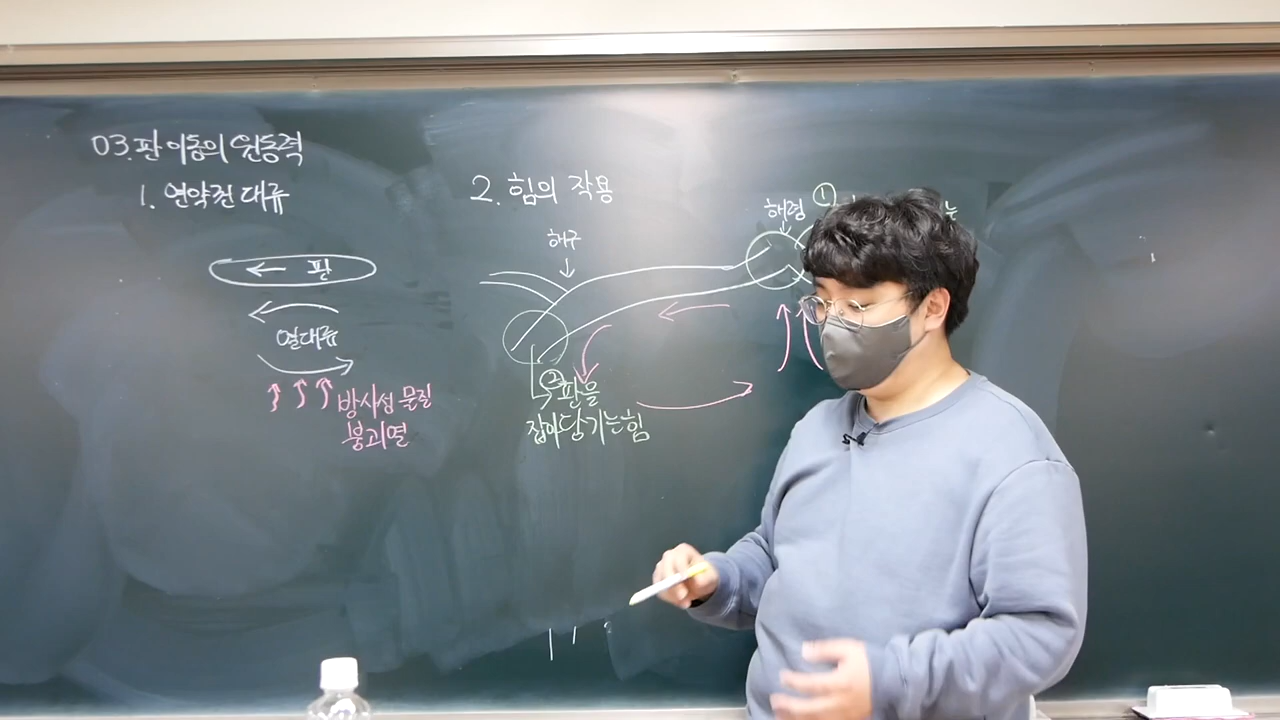 03. 판 이동의 원동력
1. 연약권 대류
← 판
열대류
방사성 물질
붕괴열
2. 힘의 작용
해구
해령 ①
② 판을
잡아당기는 힘